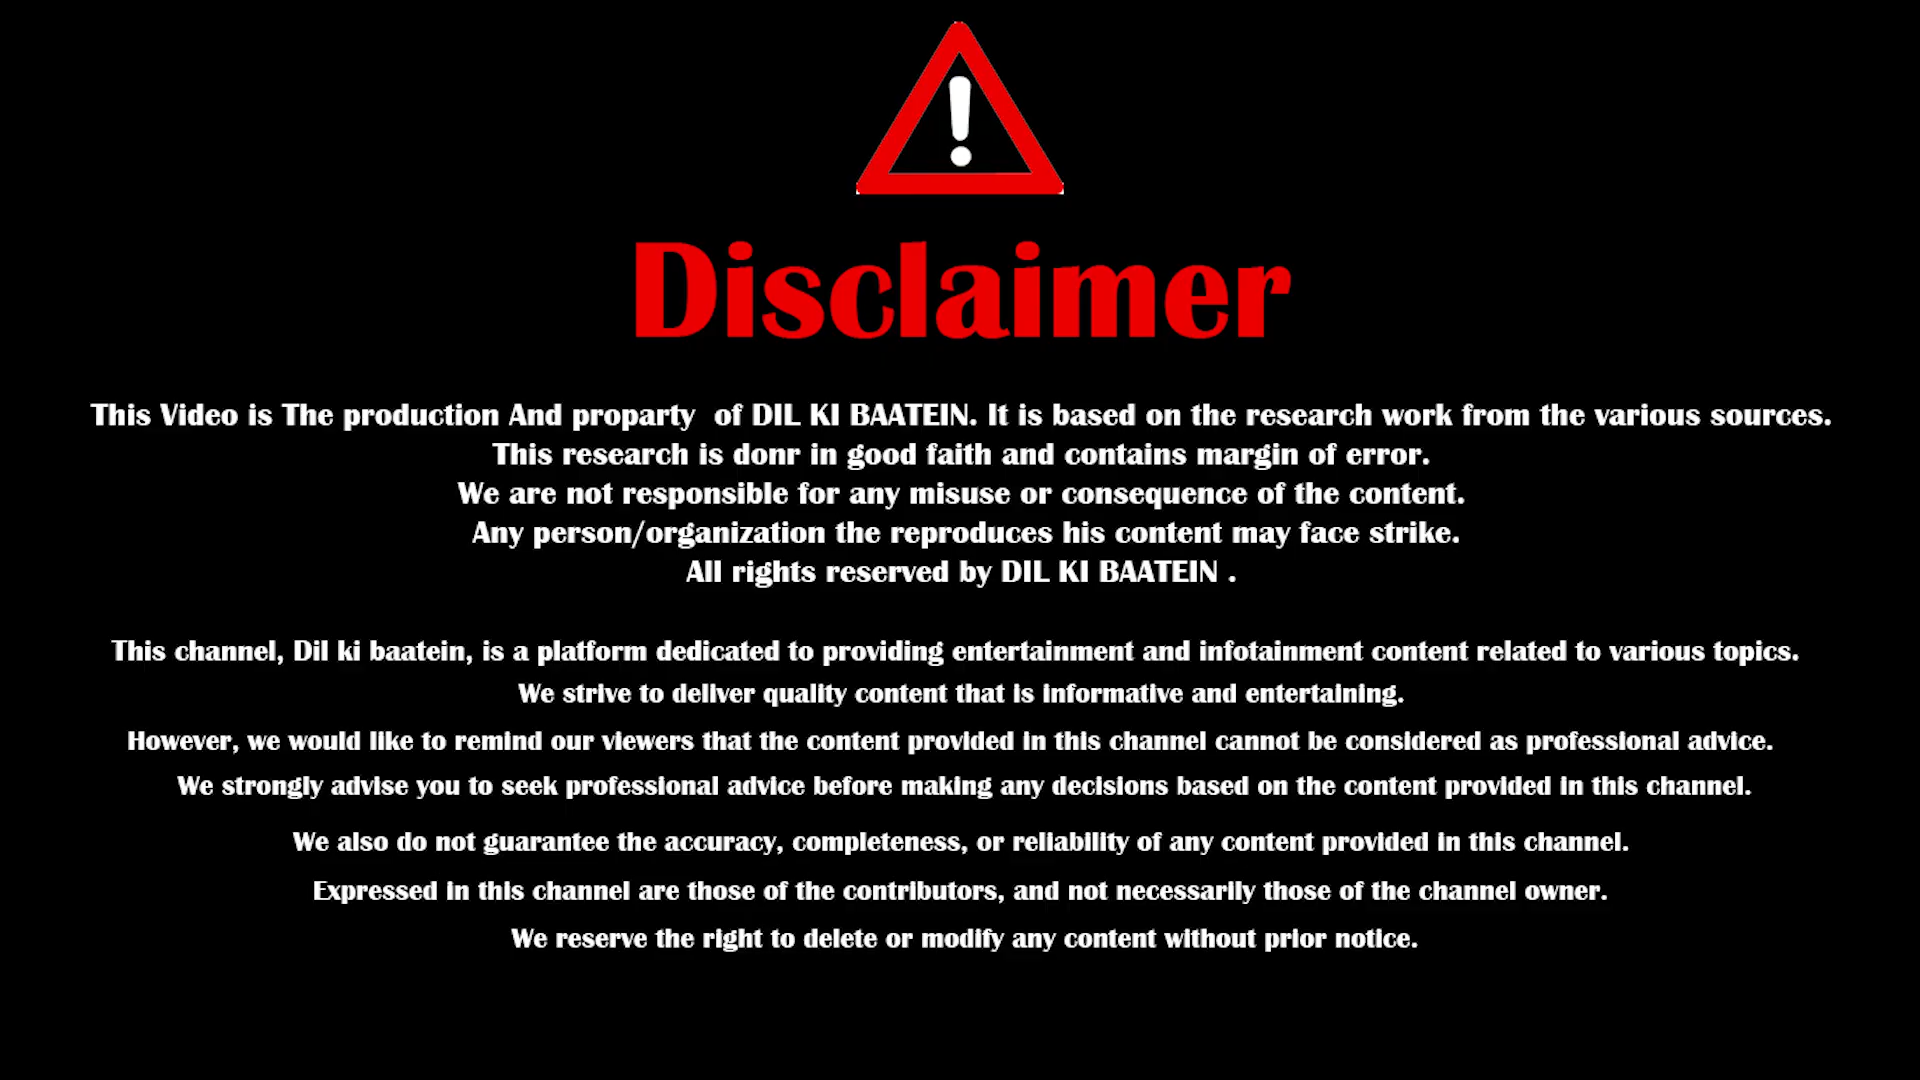 Disclaimer
This Video is The production And proparty of DIL KI BAATEIN. It is based on the research work from the various sources.
This research is donr in good faith and contains margin of error.
We are not responsible for any misuse or consequence of the content.
Any person/organization the reproduces his content may face strike.
All rights reserved by DIL KI BAATEIN .
This channel, Dil ki baatein, is a platform dedicated to providing entertainment and infotainment content related to various topics.
We strive to deliver quality content that is informative and entertaining.
However, we would like to remind our viewers that the content provided in this channel cannot be considered as professional advice.
We strongly advise you to seek professional advice before making any decisions based on the content provided in this channel.
We also do not guarantee the accuracy, completeness, or reliability of any content provided in this channel.
Expressed in this channel are those of the contributors, and not necessarily those of the channel owner.
We reserve the right to delete or modify any content without prior notice.